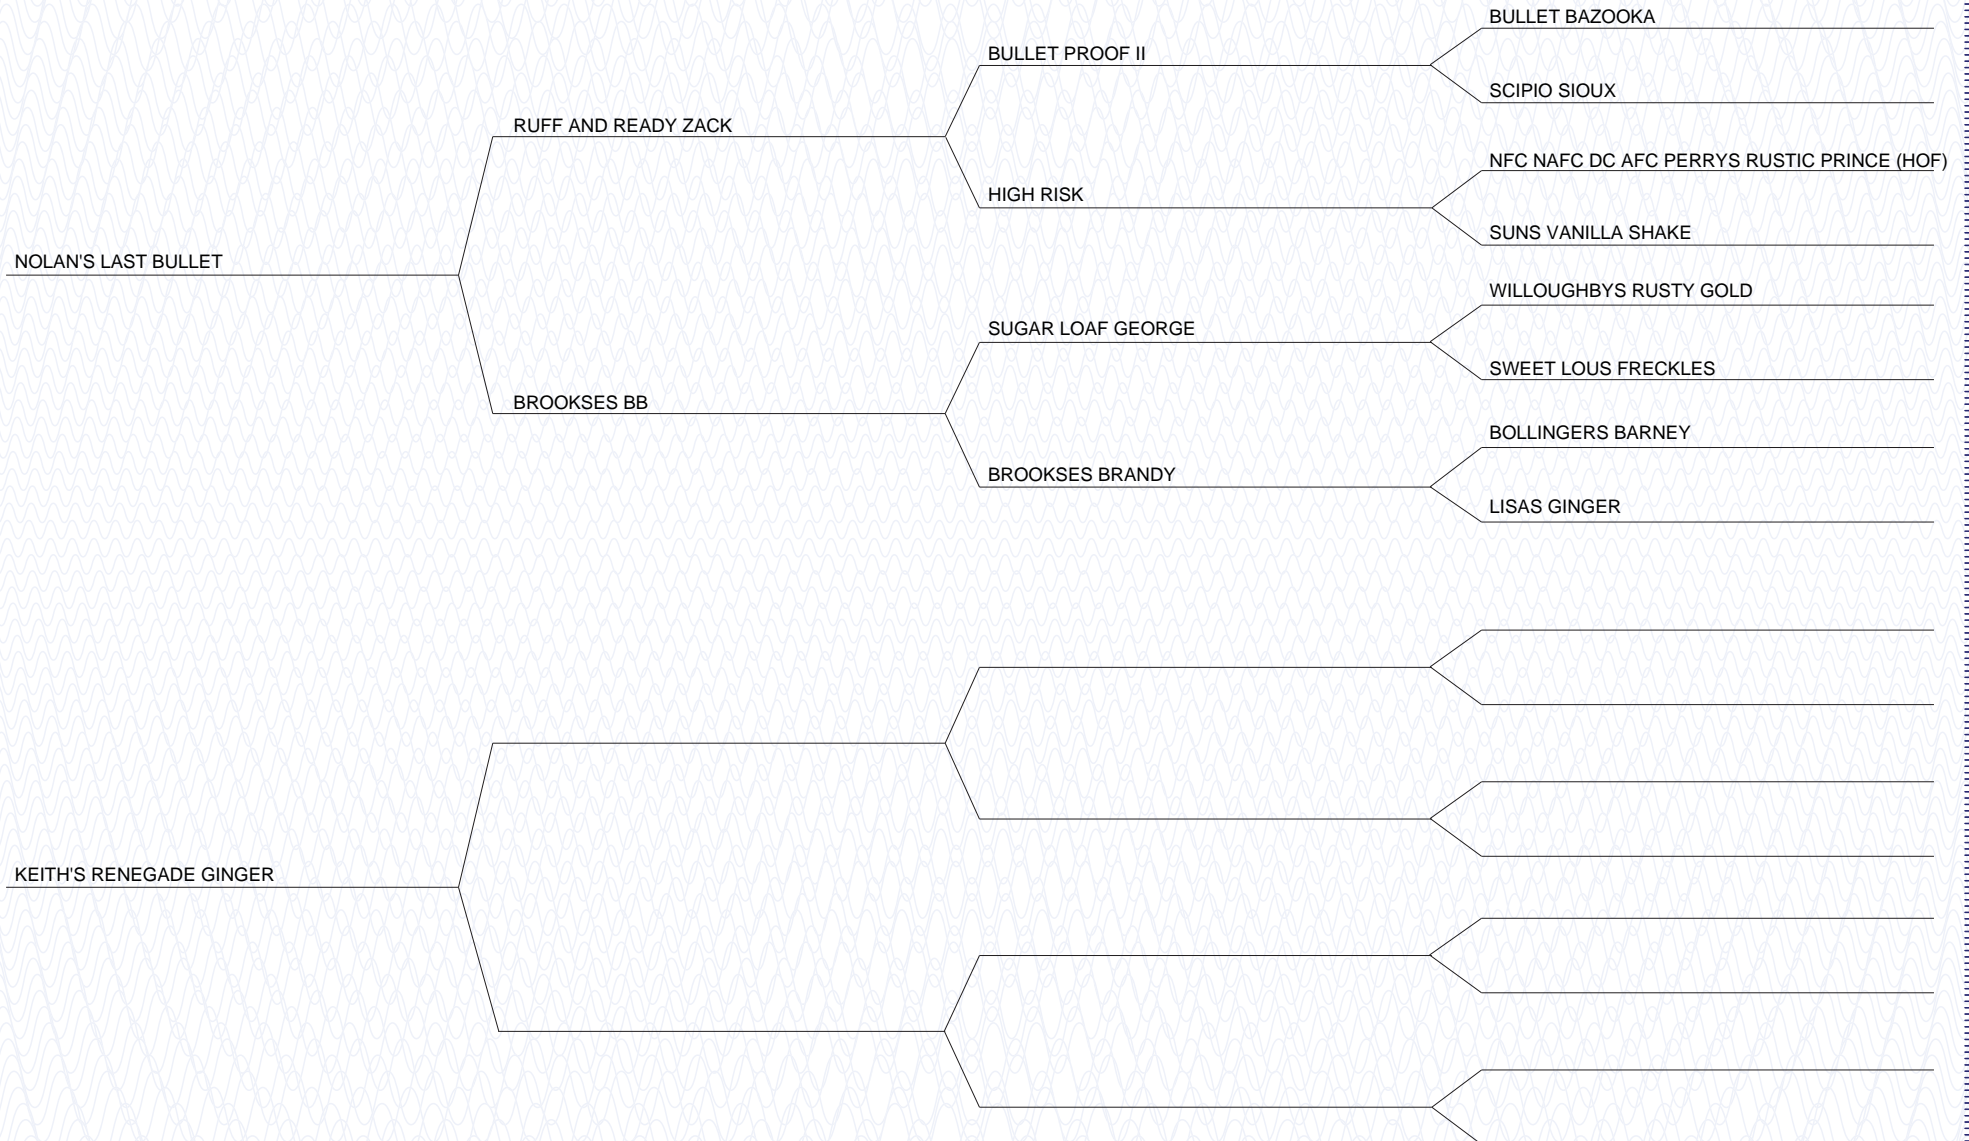 BULLET BAZOOKA
BULLET PROOF II
SCIPIO SIOUX
RUFF AND READY ZACK
NFC NAFC DC AFC PERRYS RUSTIC PRINCE (HOF)
HIGH RISK
SUNS VANILLA SHAKE
NOLAN'S LAST BULLET
WILLOUGHBYS RUSTY GOLD
SUGAR LOAF GEORGE
SWEET LOUS FRECKLES
BROOKSES BB
BOLLINGERS BARNEY
BROOKSES BRANDY
LISAS GINGER
KEITH'S RENEGADE GINGER